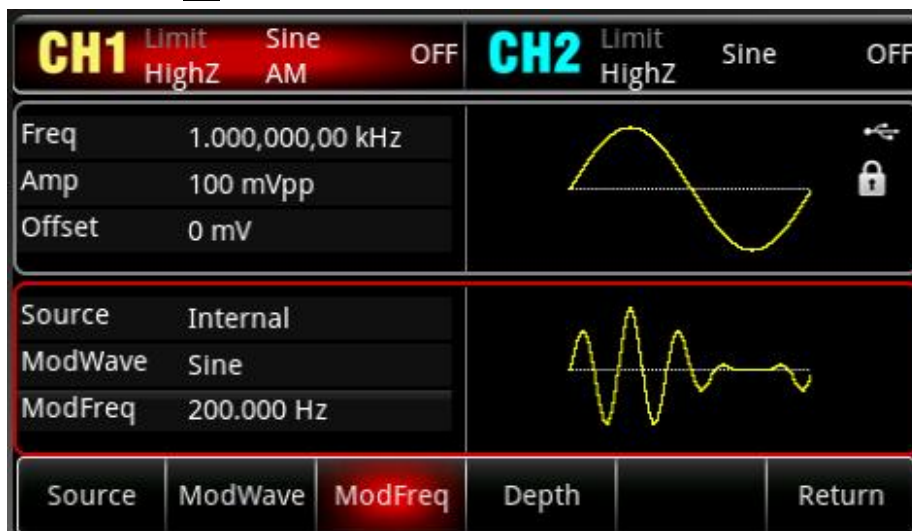 CH1 Limit Sine OFF CH2 Limit Sine OFF
HighZ AM HighZ
Freq 1.000,000,00 kHz
Amp 100 mVpp
Offset 0 mV
Source Internal
ModWave Sine
ModFreq 200.000 Hz
Source ModWave ModFreq Depth Return